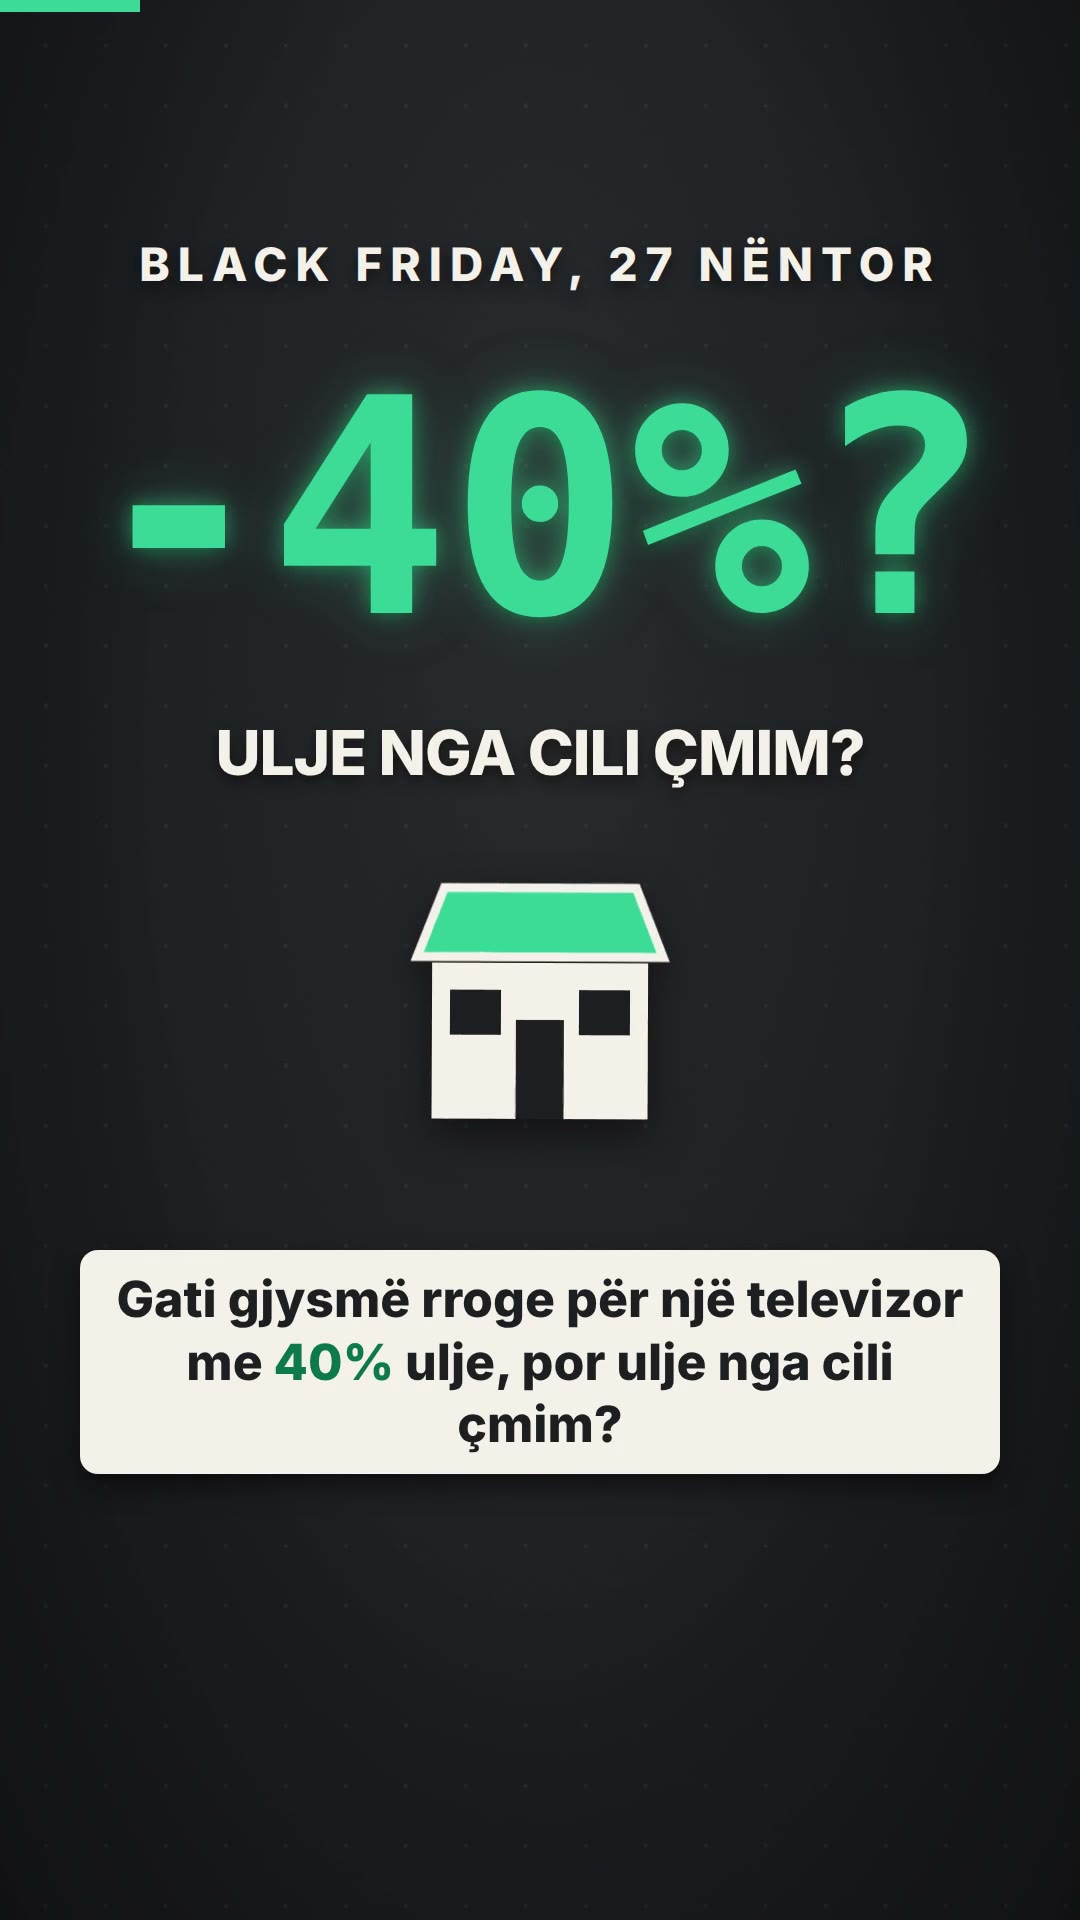 BLACK FRIDAY, 27 NËNTOR
-40%?
ULJE NGA CILI ÇMIM?
Gati gjysmë rroge për një televizor
me 40% ulje, por ulje nga cili
çmim?